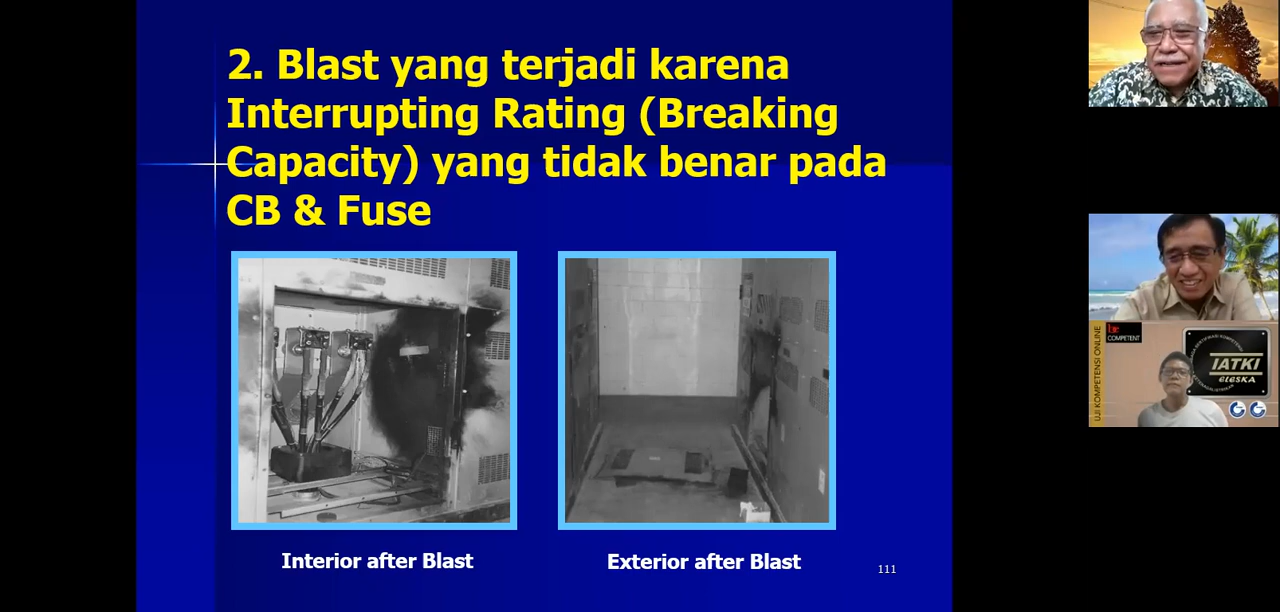 2. Blast yang terjadi karena
Interrupting Rating (Breaking
Capacity) yang tidak benar pada
CB & Fuse
Interior after Blast
Exterior after Blast
111
UJI KOMPETENSI ONLINE
COMPETENT
IATKI
eLeSKA